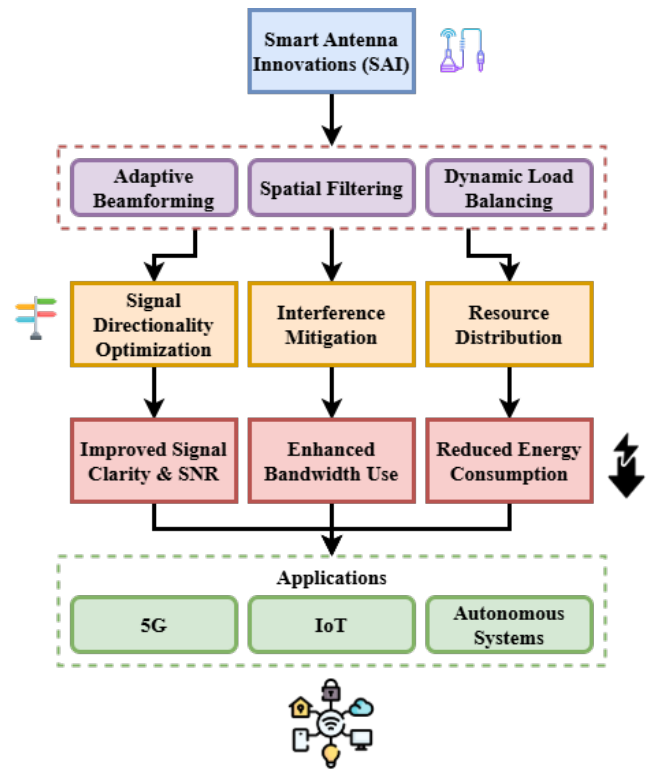 Smart Antenna
Innovations (SAI)
Adaptive
Beamforming
Spatial Filtering
Dynamic Load
Balancing
Signal
Directionality
Optimization
Interference
Mitigation
Resource
Distribution
Improved Signal
Clarity & SNR
Enhanced
Bandwidth Use
Reduced Energy
Consumption
Applications
5G
IoT
Autonomous
Systems